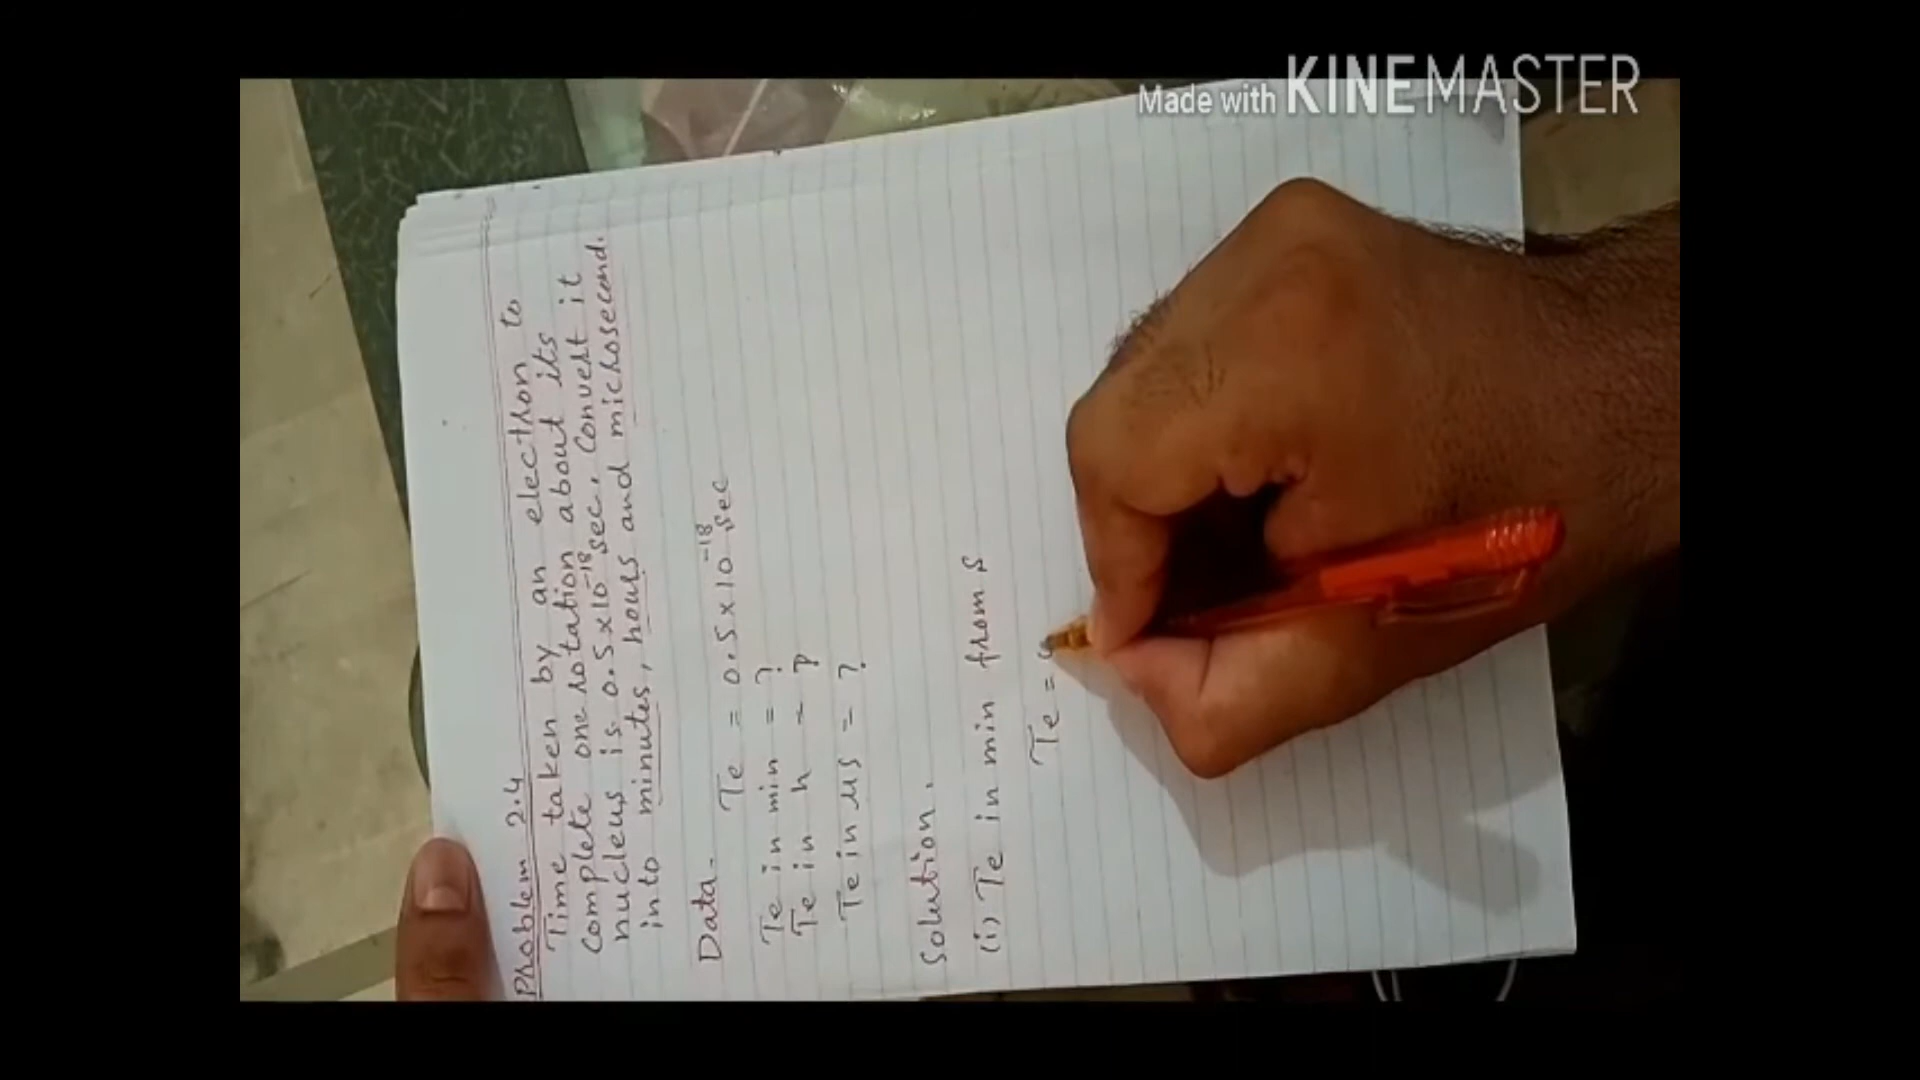 Made with KINEMASTER
Problem 2.4
Time taken by an electron to
complete one rotation about its
nucleus is 0.5 x 10⁻¹⁸ sec. Convert it
into minutes, hours and microsecond.
Data.
Te = 0.5 x 10⁻¹⁸ sec
Te in min = ?
Te in h = ?
Te in μs = ?
Solution.
(i) Te in min from s
Te =